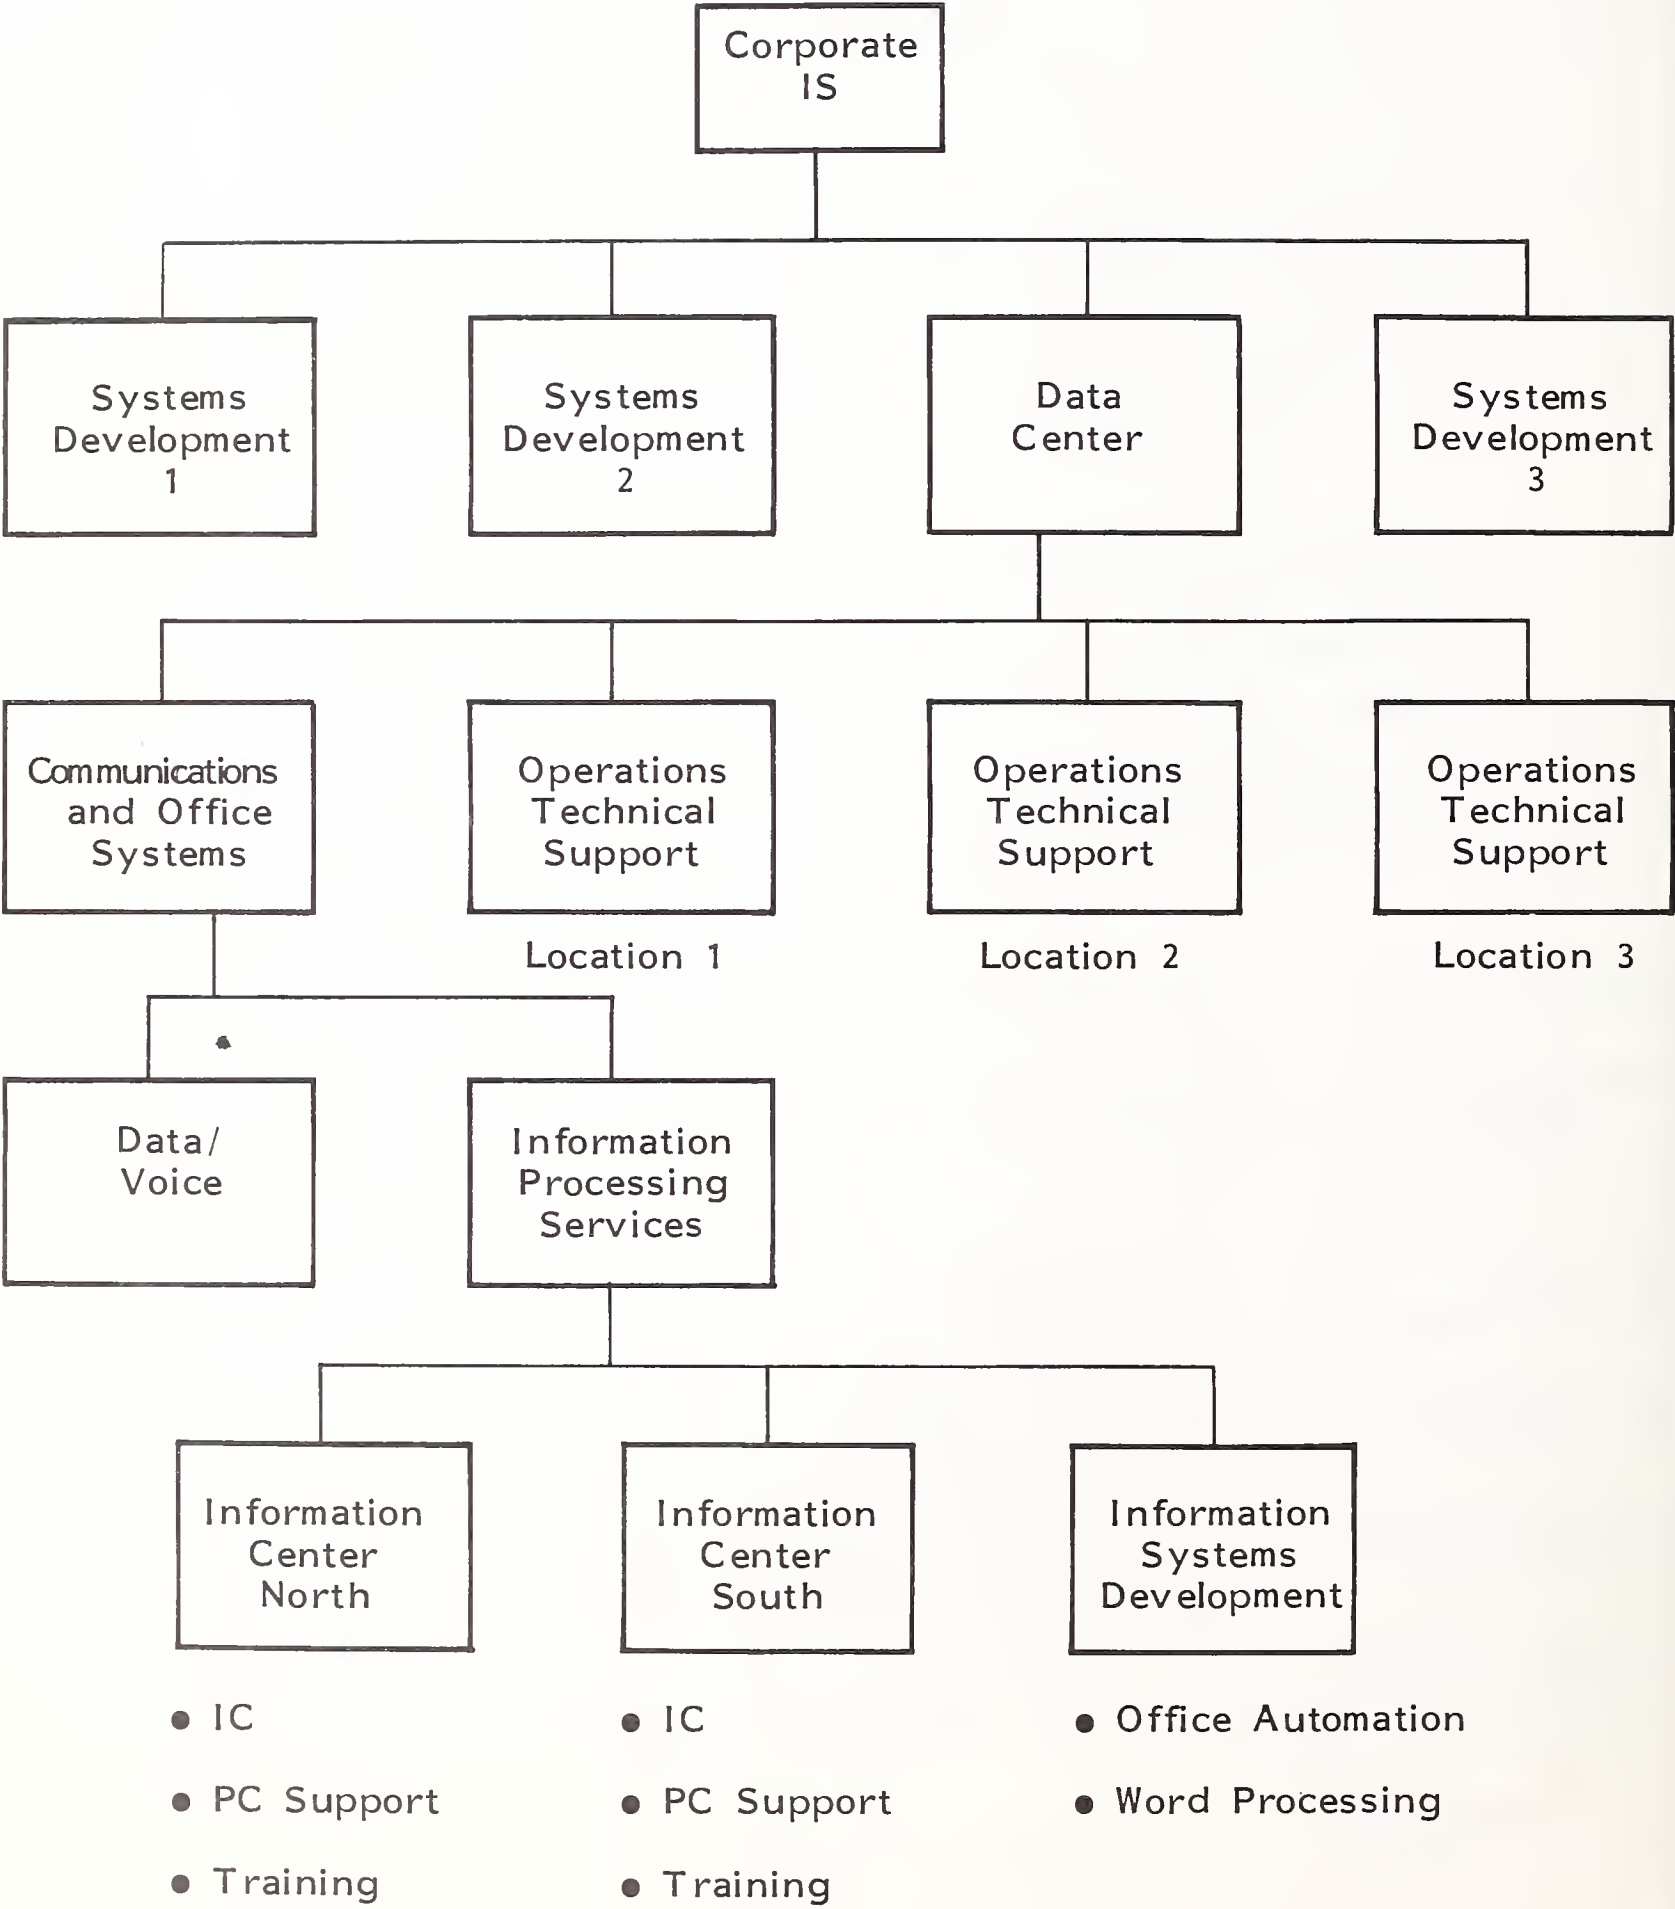 Corporate
IS
Systems
Development
1
Systems
Development
2
Data
Center
Systems
Development
3
Communications
and Office
Systems
Operations
Technical
Support
Operations
Technical
Support
Operations
Technical
Support
Location 1
Location 2
Location 3
Data/
Voice
Information
Processing
Services
Information
Center
North
Information
Center
South
Information
Systems
Development
• IC
• PC Support
• Training
• IC
• PC Support
• Training
• Office Automation
• Word Processing